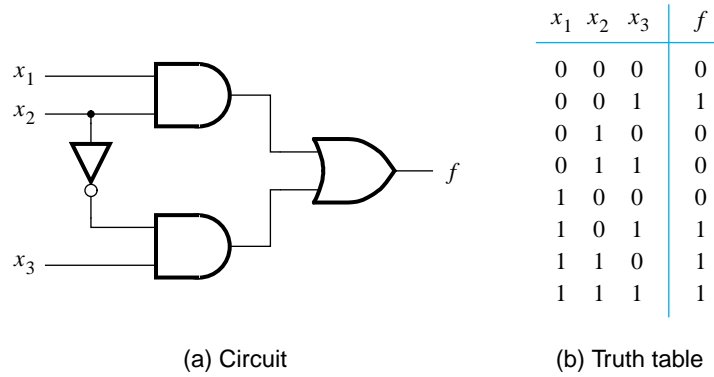 x1
x2
x3
f
(a) Circuit
x1 x2 x3 f
0 0 0 0
0 0 1 1
0 1 0 0
0 1 1 0
1 0 0 0
1 0 1 1
1 1 0 1
1 1 1 1
(b) Truth table